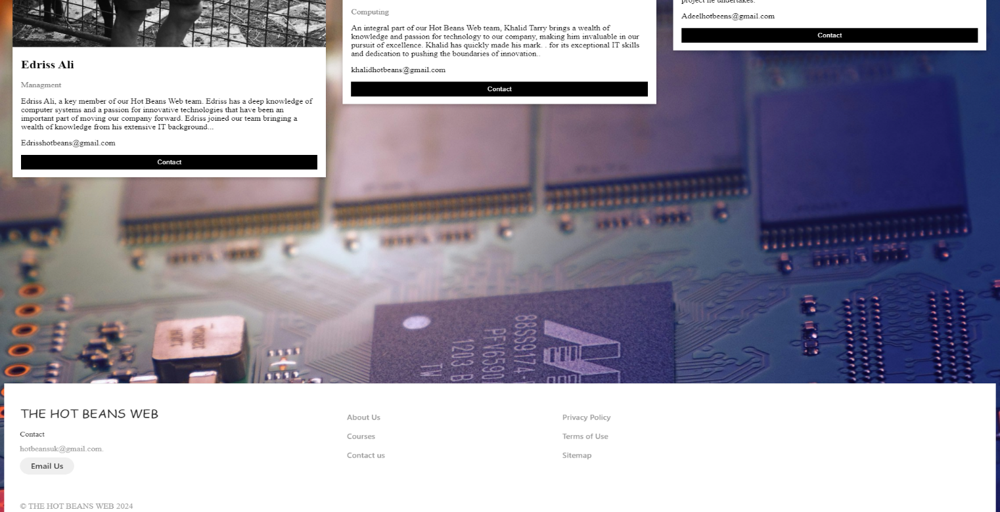 project he undertakes.
Adeelhotbeens@gmail.com
Contact
Computing
An integral part of our Hot Beans Web team, Khalid Tarry brings a wealth of
knowledge and passion for technology to our company, making him invaluable in our
pursuit of excellence. Khalid has quickly made his mark. . for its exceptional IT skills
and dedication to pushing the boundaries of innovation..
khalidhotbeans@gmail.com
Contact
Edriss Ali
Managment
Edriss Ali, a key member of our Hot Beans Web team. Edriss has a deep knowledge of
computer systems and a passion for innovative technologies that have been an
important part of moving our company forward. Edriss joined our team bringing a
wealth of knowledge from his extensive IT background...
Edrisshotbeans@gmail.com
Contact
88SS9174
1203
TW
THE HOT BEANS WEB
Contact
hotbeansuk@gmail.com.
Email Us
About Us
Courses
Contact us
Privacy Policy
Terms of Use
Sitemap
© THE HOT BEANS WEB 2024